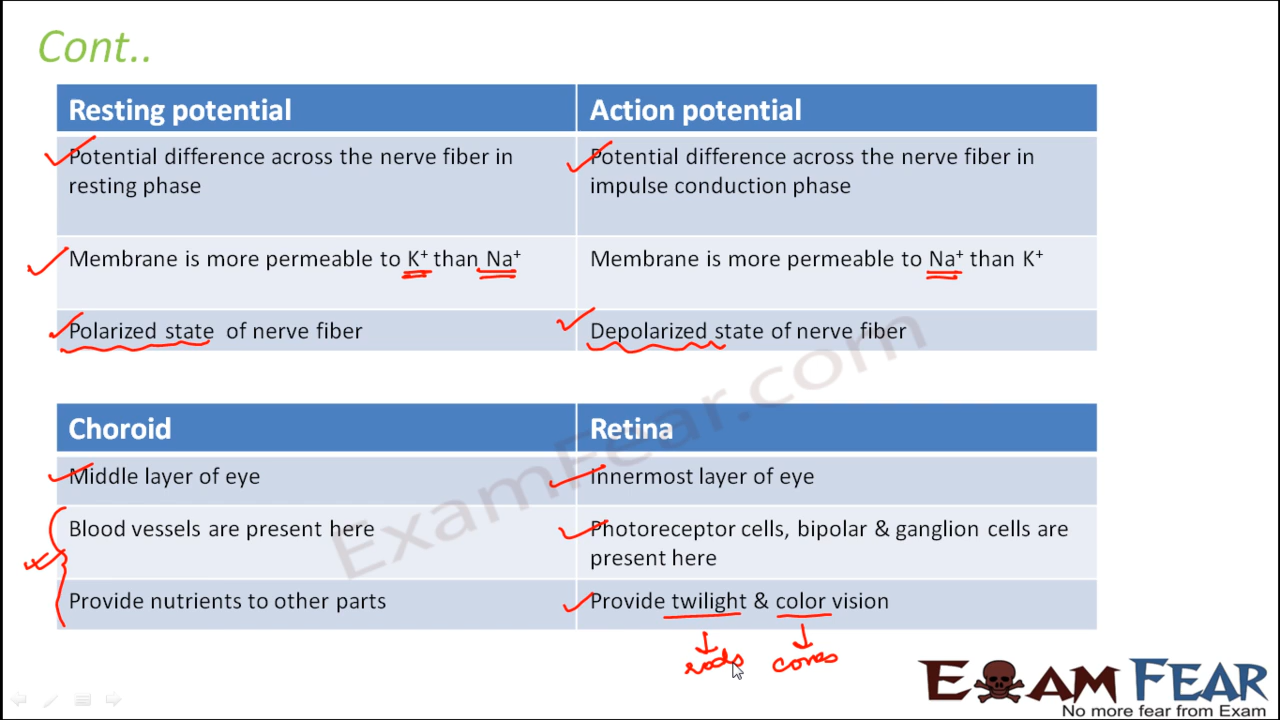 Cont..
Resting potential
Action potential
Potential difference across the nerve fiber in
resting phase
Potential difference across the nerve fiber in
impulse conduction phase
Membrane is more permeable to K⁺ than Na⁺
Membrane is more permeable to Na⁺ than K⁺
Polarized state of nerve fiber
Depolarized state of nerve fiber
Choroid
Retina
Middle layer of eye
Innermost layer of eye
Blood vessels are present here
Photoreceptor cells, bipolar & ganglion cells are
present here
Provide nutrients to other parts
Provide twilight & color vision
rods
cones
ExamFear.com
EXAM FEAR
No more fear from Exam